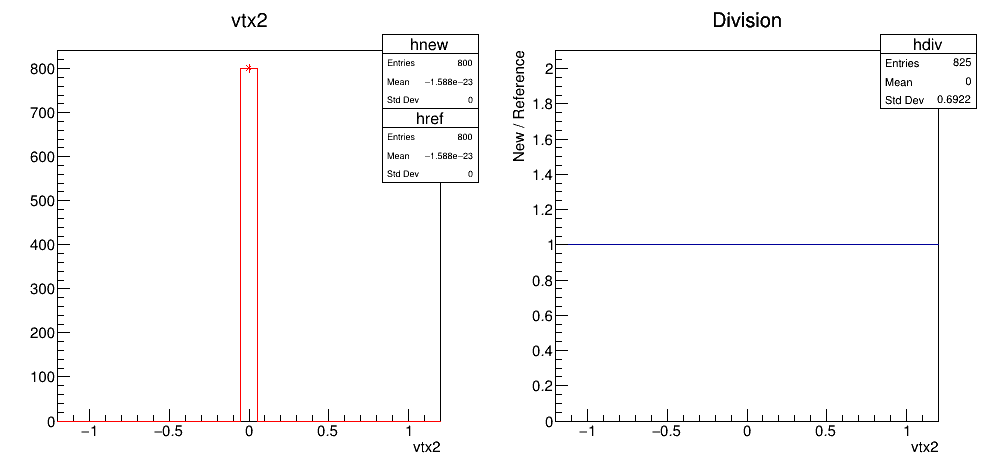 vtx2
hnew
Entries 800
Mean −1.588e−23
Std Dev 0
href
Entries 800
Mean −1.588e−23
Std Dev 0
800
700
600
500
400
300
200
100
0
−1 −0.5 0 0.5 1
vtx2
Division
hdiv
Entries 825
Mean 0
Std Dev 0.6922
New / Reference
2
1.8
1.6
1.4
1.2
1
0.8
0.6
0.4
0.2
0
−1 −0.5 0 0.5 1
vtx2